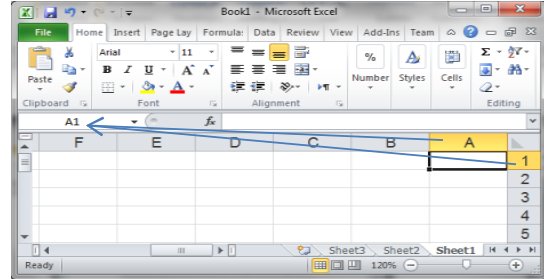 Book1 - Microsoft Excel
File Home Insert Page Lay Formula: Data Review View Add-Ins Team
Arial 11
Paste B I U A A % Number Styles Cells Σ
Clipboard Font Alignment Editing
A1 fx
F E D C B A
1
2
3
4
5
Sheet3 Sheet2 Sheet1
Ready 120%